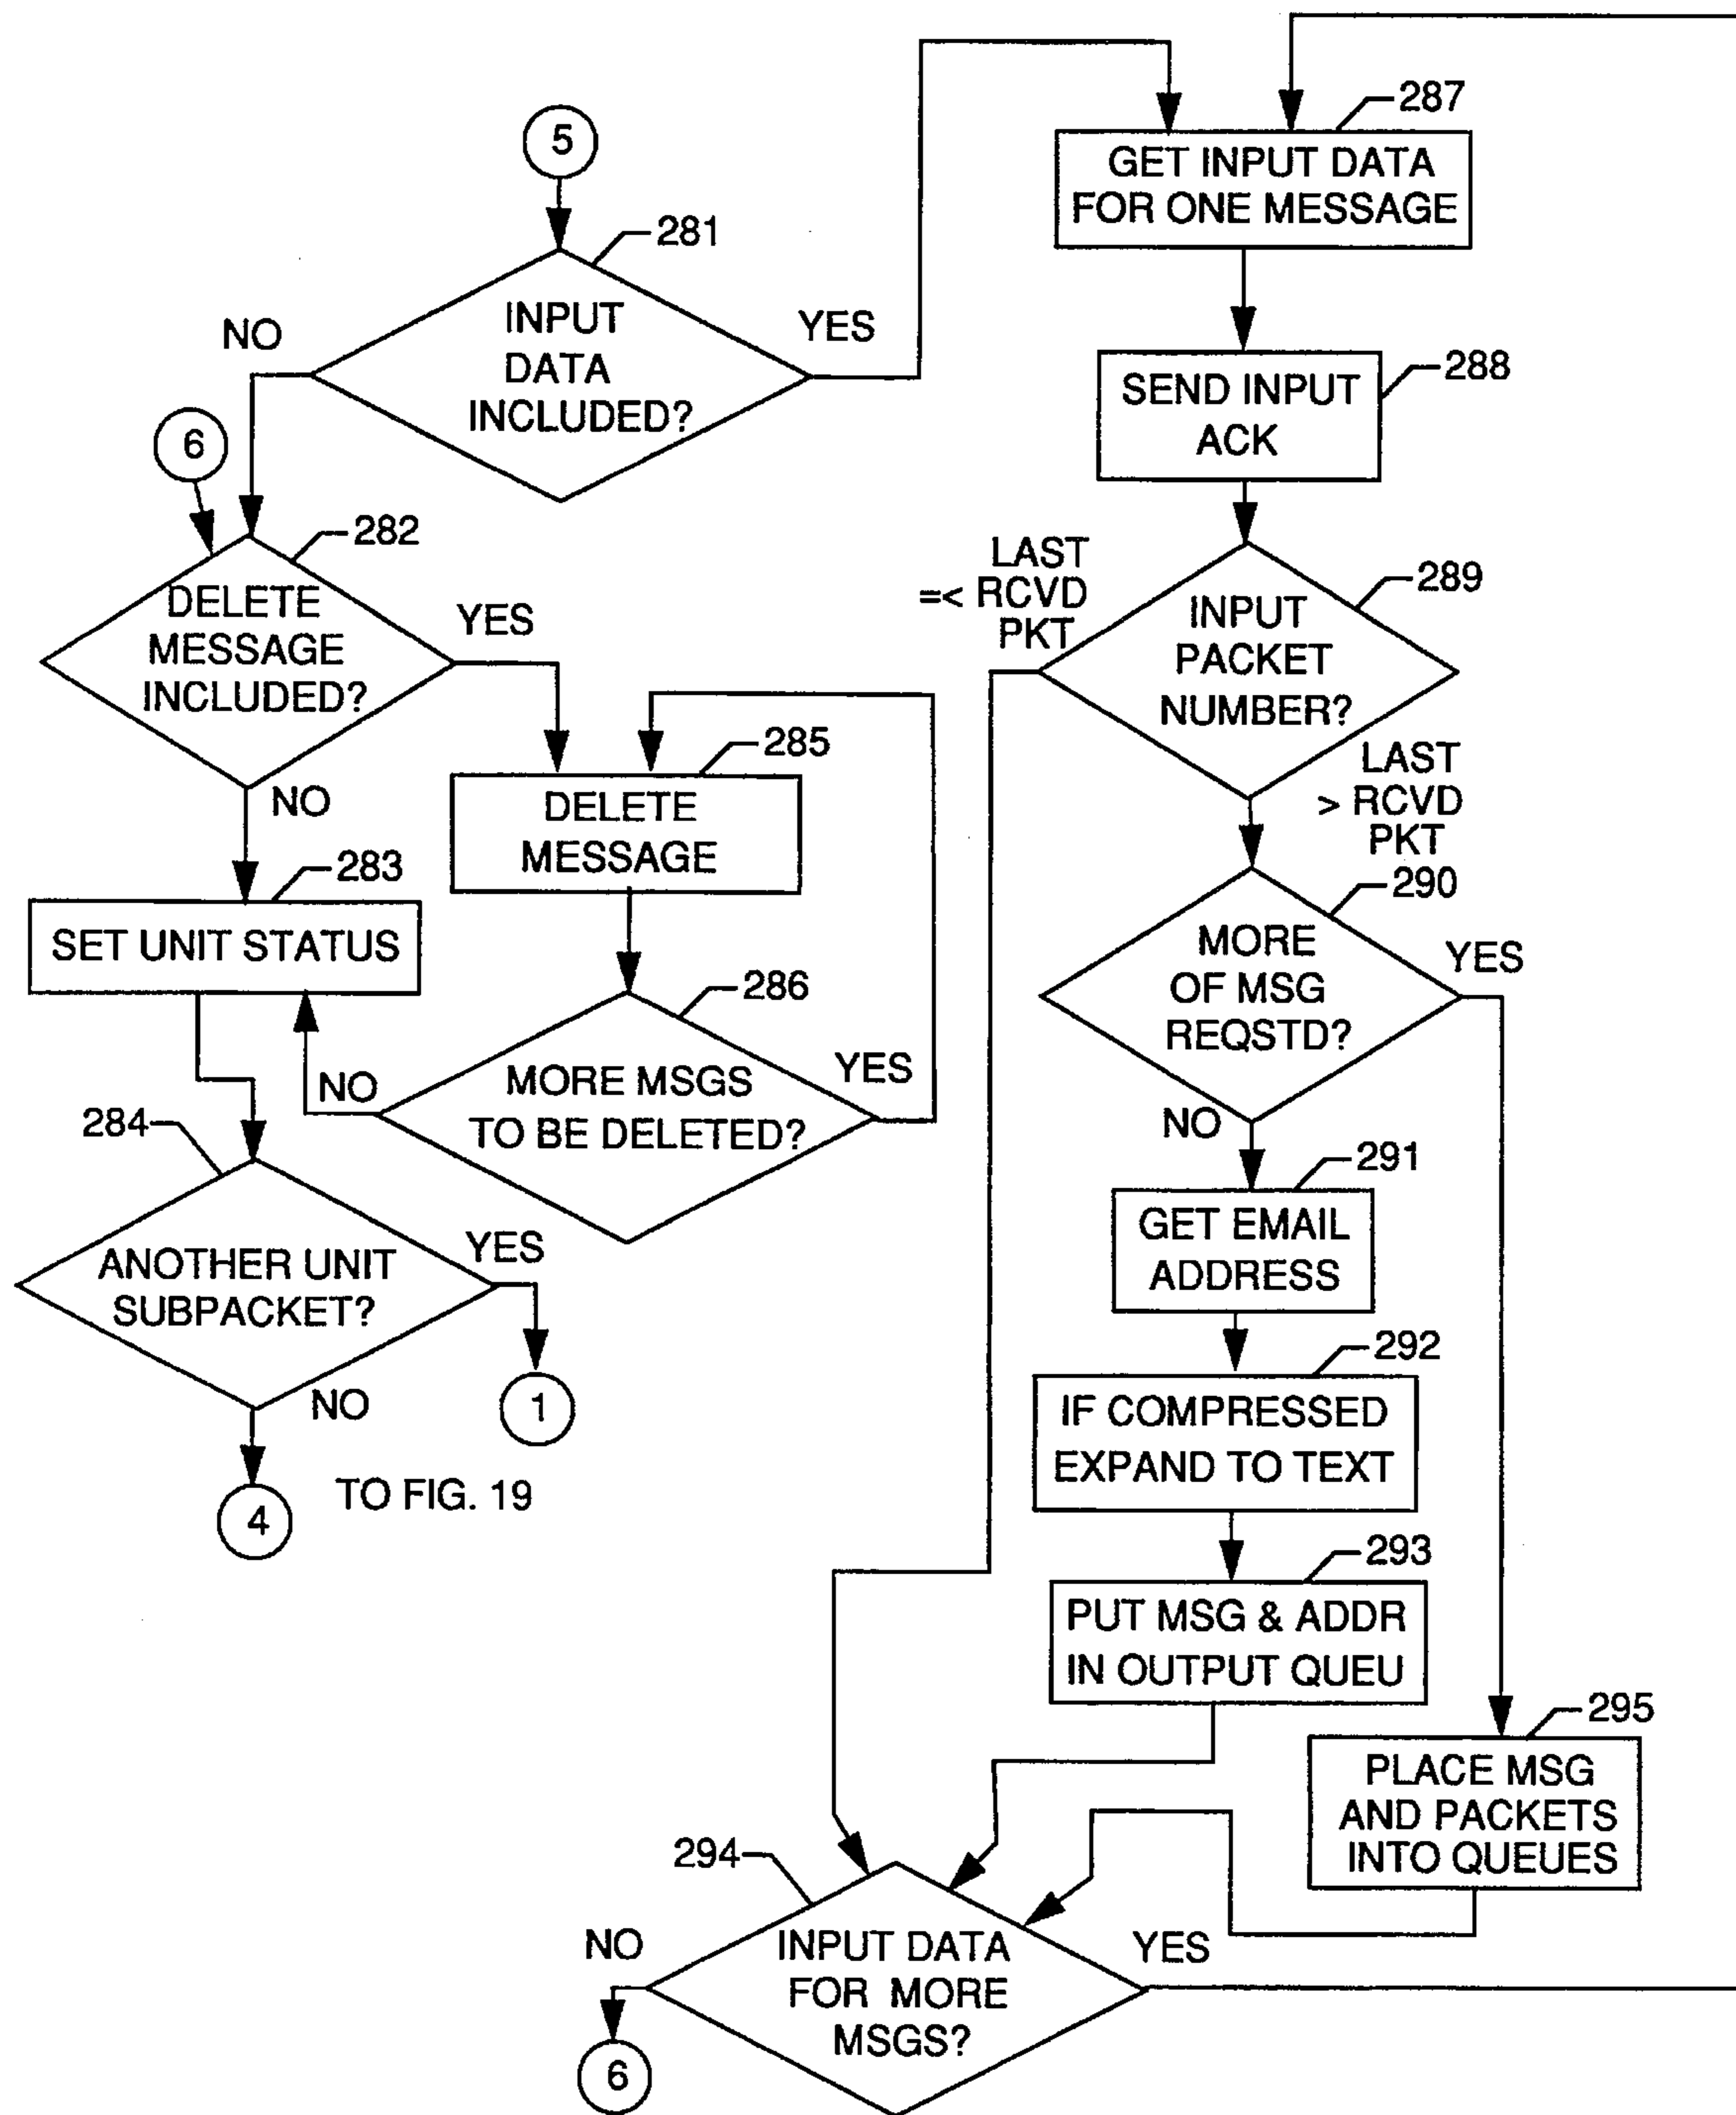 5
281
INPUT
DATA
INCLUDED?
NO
YES
6
282
DELETE
MESSAGE
INCLUDED?
YES
NO
283
SET UNIT STATUS
285
DELETE
MESSAGE
286
MORE MSGS
TO BE DELETED?
NO
YES
284
ANOTHER UNIT
SUBPACKET?
YES
NO
1
4
TO FIG. 19
287
GET INPUT DATA
FOR ONE MESSAGE
288
SEND INPUT
ACK
289
INPUT
PACKET
NUMBER?
LAST
=< RCVD
PKT
LAST
> RCVD
PKT
290
MORE
OF MSG
REQSTD?
YES
NO
291
GET EMAIL
ADDRESS
292
IF COMPRESSED
EXPAND TO TEXT
293
PUT MSG & ADDR
IN OUTPUT QUEU
295
PLACE MSG
AND PACKETS
INTO QUEUES
294
INPUT DATA
FOR MORE
MSGS?
NO
YES
6